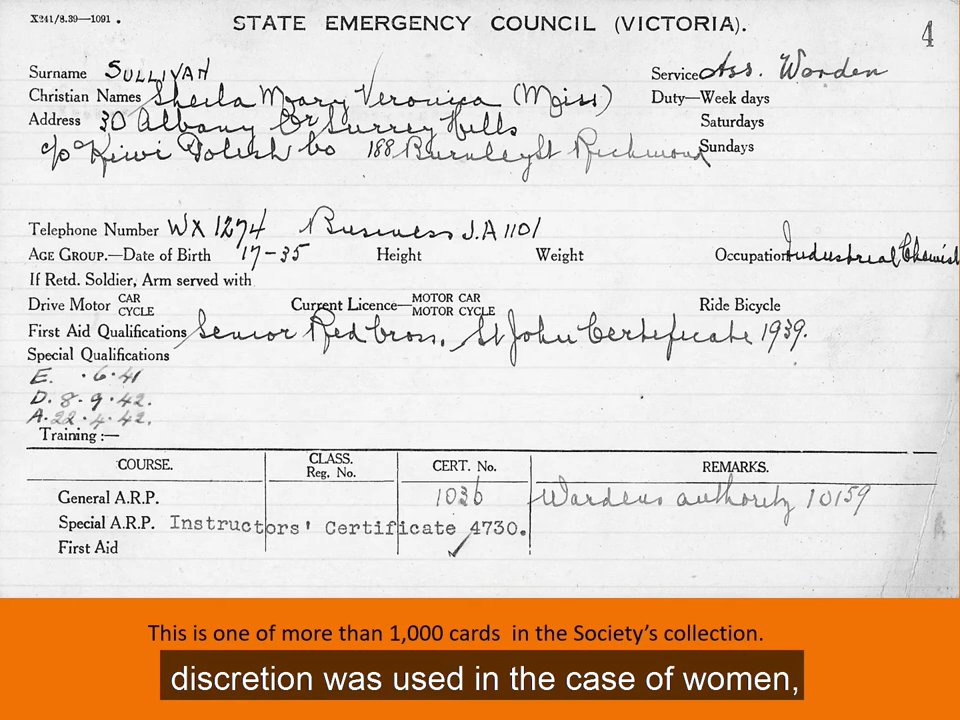 X241/8.39—1091 .
STATE EMERGENCY COUNCIL (VICTORIA).
4
Surname SULLIVAN
Service Ass. Warden
Christian Names Sheila Mary Veronica (Miss)
Duty—Week days
Address 30 Albany Cr Surrey Hills
Saturdays
c/o Kiwi Polish Co 188 Burnley St Richmond
Sundays
Telephone Number WX 1274 Business J.A 1101
AGE GROUP.—Date of Birth 17-35 Height Weight Occupation Industrial Chemist
If Retd. Soldier, Arm served with
Drive Motor CAR CYCLE Current Licence—MOTOR CAR MOTOR CYCLE Ride Bicycle
First Aid Qualifications Senior Red Cross. St John Certificate 1939.
Special Qualifications
E. .6.41
D. 8.9.42.
A. 22.4.42.
Training :—
COURSE. CLASS. Reg. No. CERT. No. REMARKS.
General A.R.P. 1036 Wardens authority 10159
Special A.R.P. Instructors' Certificate 4730.
First Aid ✓
This is one of more than 1,000 cards in the Society's collection.
discretion was used in the case of women,